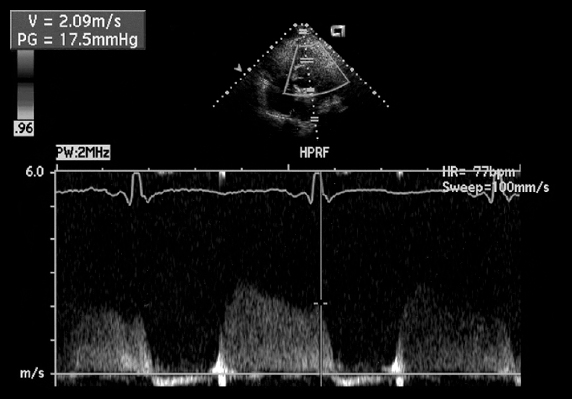 V = 2.09m/s
PG = 17.5mmHg
.96
PW:2MHz
HPRF
6.0
HR= 77bpm
Sweep=100mm/s
m/s